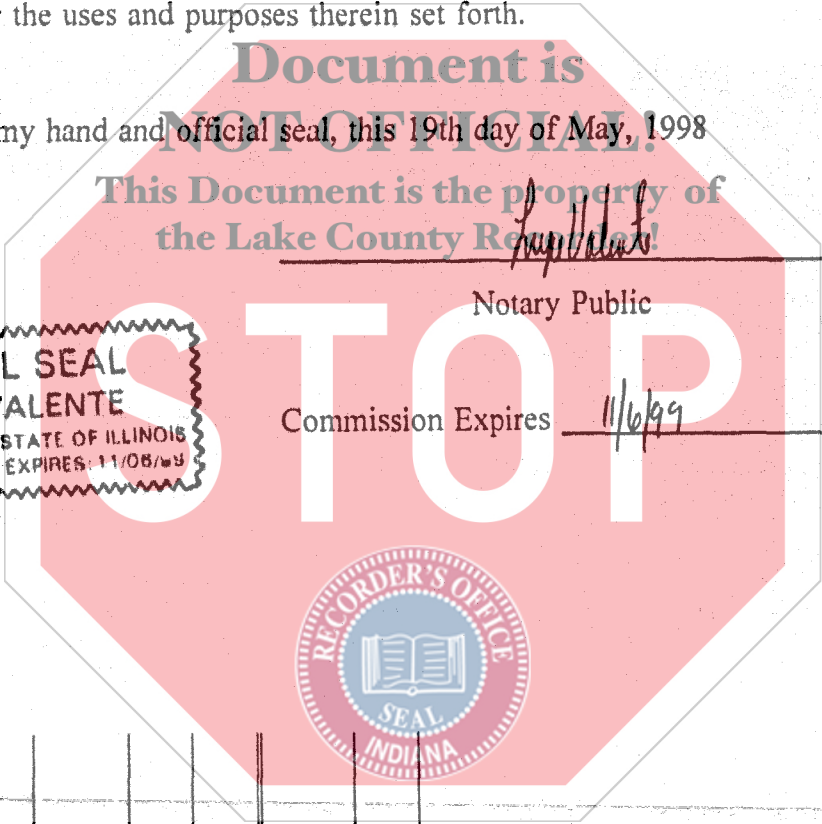 the uses and purposes therein set forth.
Document is
NOT OFFICIAL!
my hand and official seal, this 19th day of May, 1998
This Document is the property of
the Lake County Recorder!
Notary Public
STOP
L SEAL
ALENTE
STATE OF ILLINOIS
EXPIRES: 11/06/99
Commission Expires 11/6/99
RECORDER'S OFFICE
SEAL
INDIANA